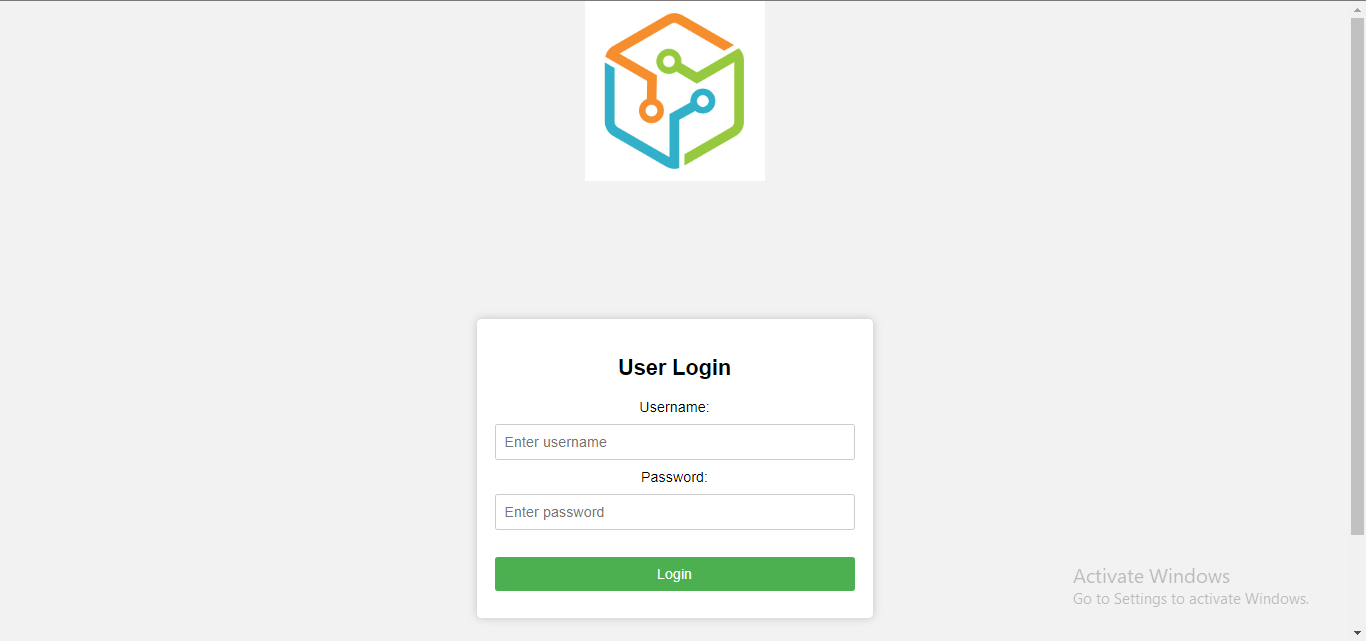 User Login
Username:
Enter username
Password:
Enter password
Login
Activate Windows
Go to Settings to activate Windows.